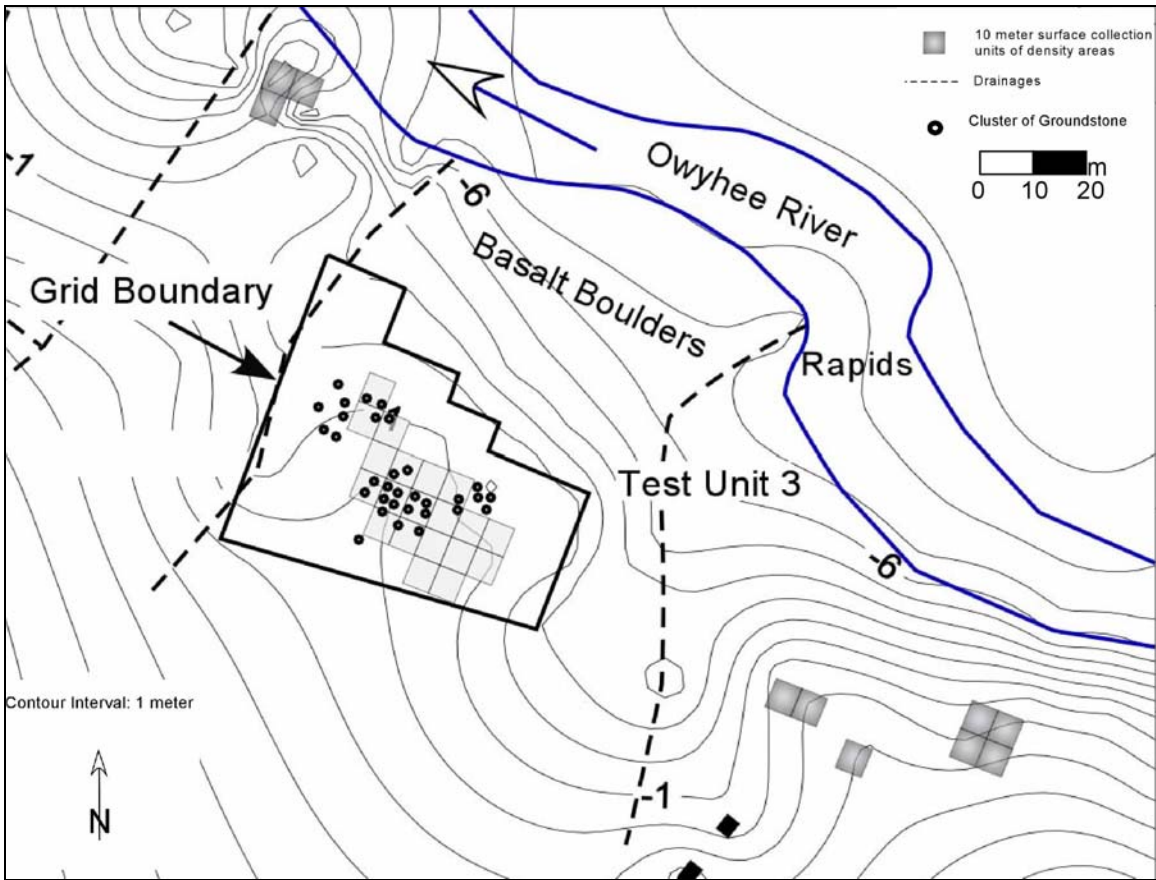 10 meter surface collection
units of density areas
Drainages
Cluster of Groundstone
m
0 10 20
-1
-6
Owyhee River
Basalt Boulders
Grid Boundary
Rapids
Test Unit 3
-6
Contour Interval: 1 meter
-1
N